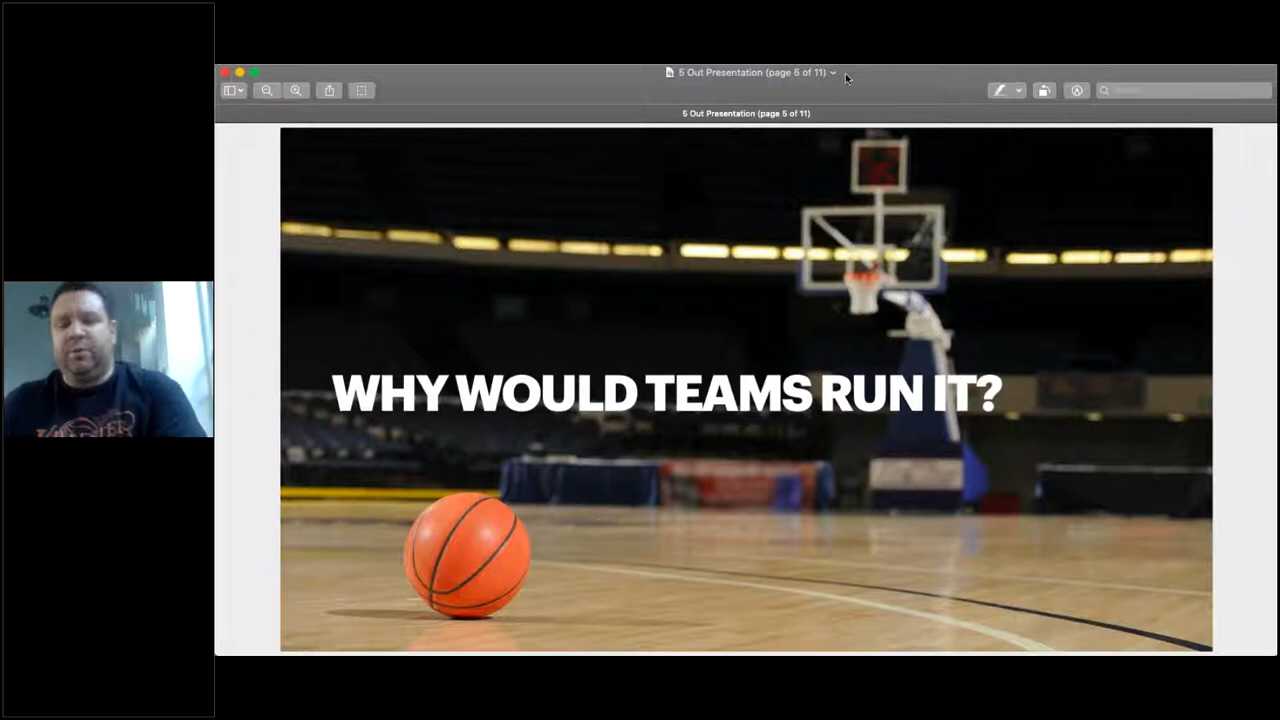 5 Out Presentation (page 5 of 11)
5 Out Presentation (page 5 of 11)
WHY WOULD TEAMS RUN IT?